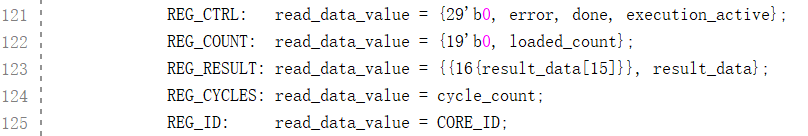 121 REG_CTRL: read_data_value = {29'b0, error, done, execution_active};
122 REG_COUNT: read_data_value = {19'b0, loaded_count};
123 REG_RESULT: read_data_value = {{16{result_data[15]}}, result_data};
124 REG_CYCLES: read_data_value = cycle_count;
125 REG_ID: read_data_value = CORE_ID;